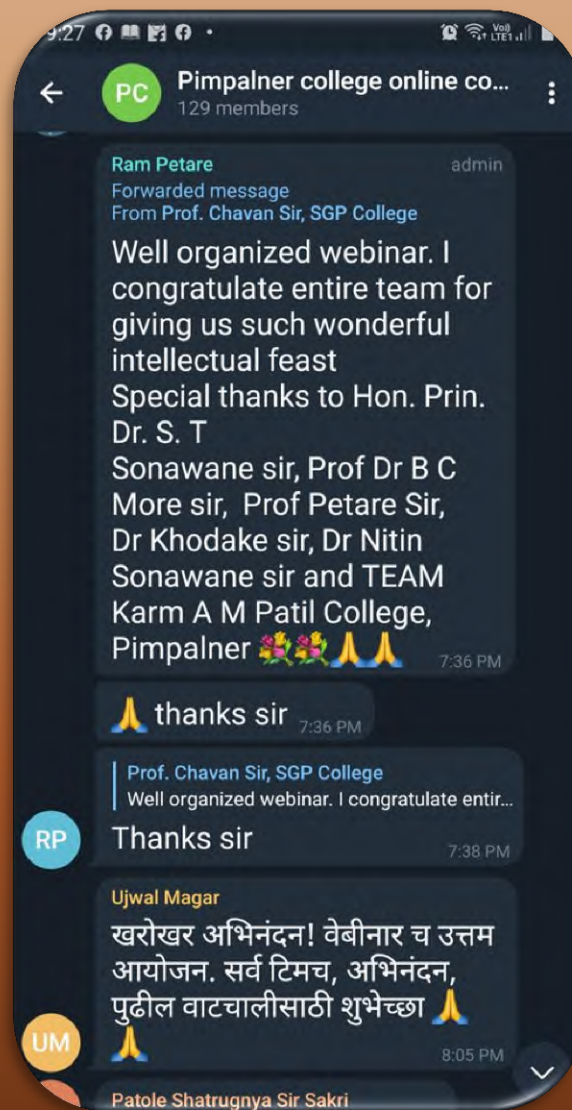 9:27
Vo)
LTE1
PC
Pimpalner college online co...
129 members
Ram Petare admin
Forwarded message
From Prof. Chavan Sir, SGP College
Well organized webinar. I
congratulate entire team for
giving us such wonderful
intellectual feast
Special thanks to Hon. Prin.
Dr. S. T
Sonawane sir, Prof Dr B C
More sir, Prof Petare Sir,
Dr Khodake sir, Dr Nitin
Sonawane sir and TEAM
Karm A M Patil College,
Pimpalner 💐💐🙏🙏 7:36 PM
🙏 thanks sir 7:36 PM
Prof. Chavan Sir, SGP College
Well organized webinar. I congratulate entir...
RP
Thanks sir 7:38 PM
Ujwal Magar
खरोखर अभिनंदन! वेबीनार च उत्तम
आयोजन. सर्व टिमच, अभिनंदन,
पुढील वाटचालीसाठी शुभेच्छा 🙏
🙏 8:05 PM
UM
Patole Shatrugnya Sir Sakri